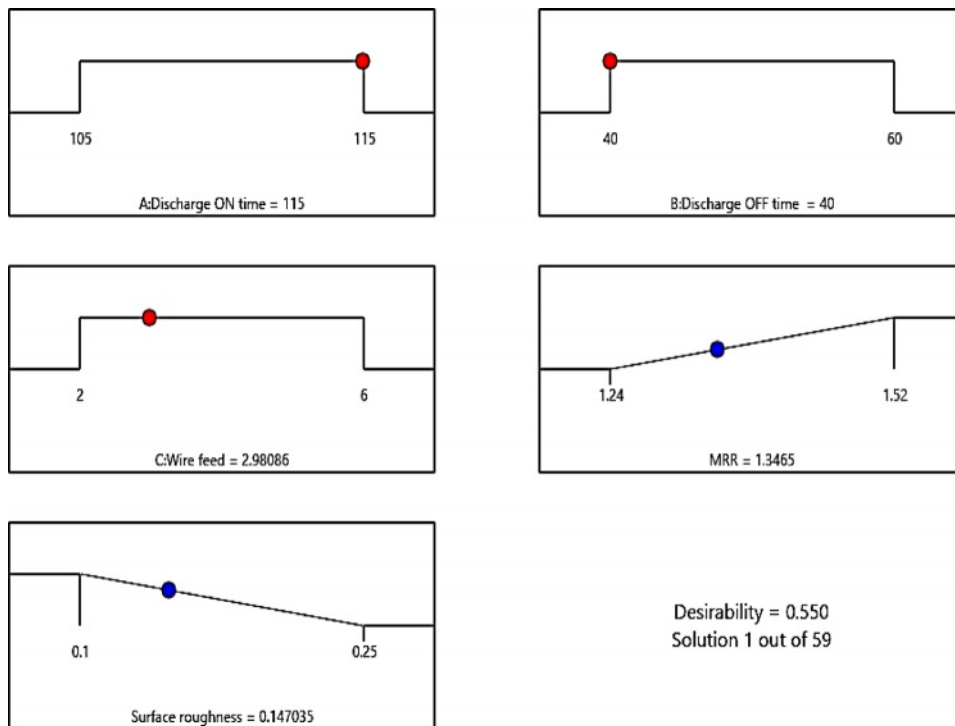 105 115
A:Discharge ON time = 115
40 60
B:Discharge OFF time = 40
2 6
C:Wire feed = 2.98086
1.24 1.52
MRR = 1.3465
0.1 0.25
Surface roughness = 0.147035
Desirability = 0.550
Solution 1 out of 59